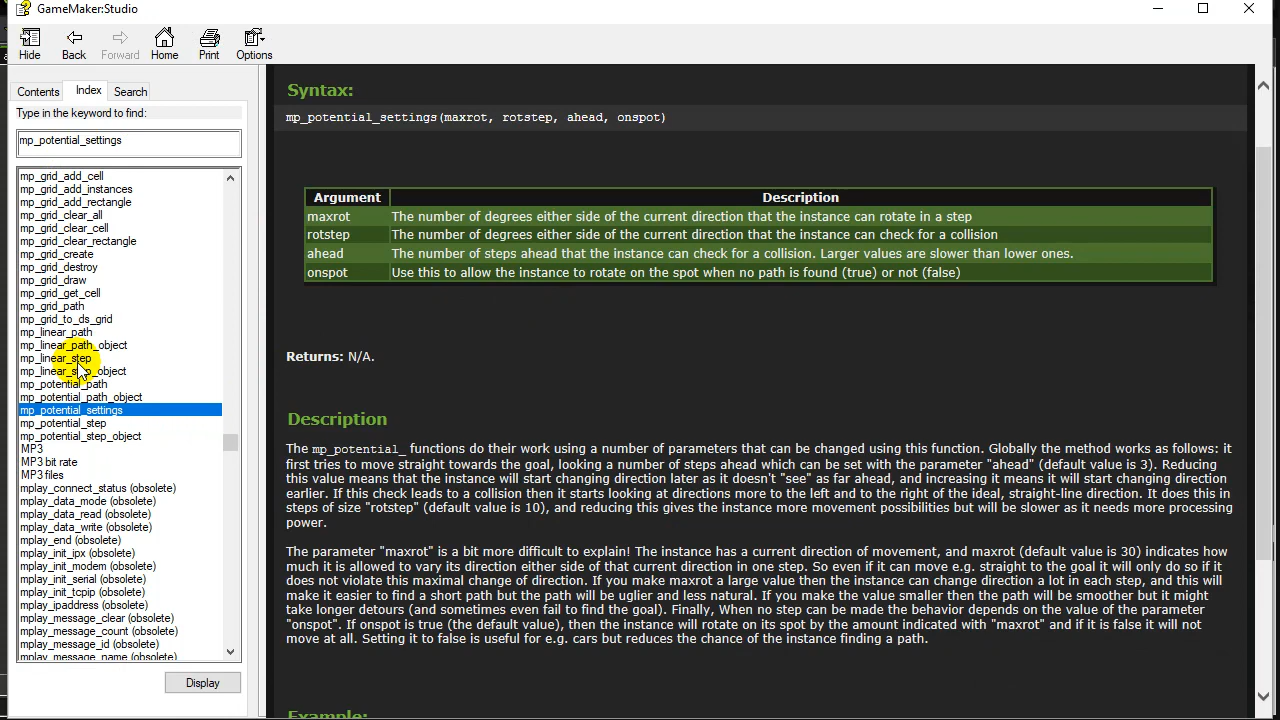 GameMaker:Studio
Hide Back Forward Home Print Options
Contents Index Search
Type in the keyword to find:
mp_potential_settings
mp_grid_add_cell
mp_grid_add_instances
mp_grid_add_rectangle
mp_grid_clear_all
mp_grid_clear_cell
mp_grid_clear_rectangle
mp_grid_create
mp_grid_destroy
mp_grid_draw
mp_grid_get_cell
mp_grid_path
mp_grid_to_ds_grid
mp_linear_path
mp_linear_path_object
mp_linear_step
mp_linear_step_object
mp_potential_path
mp_potential_path_object
mp_potential_settings
mp_potential_step
mp_potential_step_object
MP3
MP3 bit rate
MP3 files
mplay_connect_status (obsolete)
mplay_data_mode (obsolete)
mplay_data_read (obsolete)
mplay_data_write (obsolete)
mplay_end (obsolete)
mplay_init_ipx (obsolete)
mplay_init_modem (obsolete)
mplay_init_serial (obsolete)
mplay_init_tcpip (obsolete)
mplay_ipaddress (obsolete)
mplay_message_clear (obsolete)
mplay_message_count (obsolete)
mplay_message_id (obsolete)
mplay_message_name (obsolete)
Display
Syntax:
mp_potential_settings(maxrot, rotstep, ahead, onspot)
Argument Description
maxrot The number of degrees either side of the current direction that the instance can rotate in a step
rotstep The number of degrees either side of the current direction that the instance can check for a collision
ahead The number of steps ahead that the instance can check for a collision. Larger values are slower than lower ones.
onspot Use this to allow the instance to rotate on the spot when no path is found (true) or not (false)
Returns: N/A.
Description
The mp_potential_ functions do their work using a number of parameters that can be changed using this function. Globally the method works as follows: it
first tries to move straight towards the goal, looking a number of steps ahead which can be set with the parameter "ahead" (default value is 3). Reducing
this value means that the instance will start changing direction later as it doesn't "see" as far ahead, and increasing it means it will start changing direction
earlier. If this check leads to a collision then it starts looking at directions more to the left and to the right of the ideal, straight-line direction. It does this in
steps of size "rotstep" (default value is 10), and reducing this gives the instance more movement possibilities but will be slower as it needs more processing
power.
The parameter "maxrot" is a bit more difficult to explain! The instance has a current direction of movement, and maxrot (default value is 30) indicates how
much it is allowed to vary its direction either side of that current direction in one step. So even if it can move e.g. straight to the goal it will only do so if it
does not violate this maximal change of direction. If you make maxrot a large value then the instance can change direction a lot in each step, and this will
make it easier to find a short path but the path will be uglier and less natural. If you make the value smaller then the path will be smoother but it might
take longer detours (and sometimes even fail to find the goal). Finally, When no step can be made the behavior depends on the value of the parameter
"onspot". If onspot is true (the default value), then the instance will rotate on its spot by the amount indicated with "maxrot" and if it is false it will not
move at all. Setting it to false is useful for e.g. cars but reduces the chance of the instance finding a path.
Example: